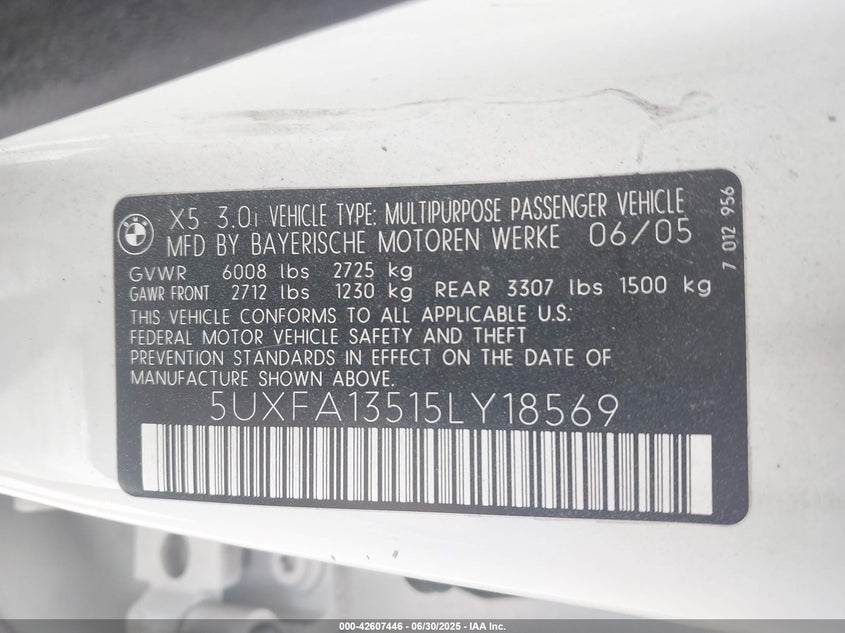 BMW
X5 3.0i VEHICLE TYPE: MULTIPURPOSE PASSENGER VEHICLE
MFD BY BAYERISCHE MOTOREN WERKE 06/05
GVWR 6008 lbs 2725 kg
GAWR FRONT 2712 lbs 1230 kg REAR 3307 lbs 1500 kg
THIS VEHICLE CONFORMS TO ALL APPLICABLE U.S.
FEDERAL MOTOR VEHICLE SAFETY AND THEFT
PREVENTION STANDARDS IN EFFECT ON THE DATE OF
MANUFACTURE SHOWN ABOVE.
5UXFA13515LY18569
7 012 956
000-42607446 - 06/30/2025 - IAA Inc.